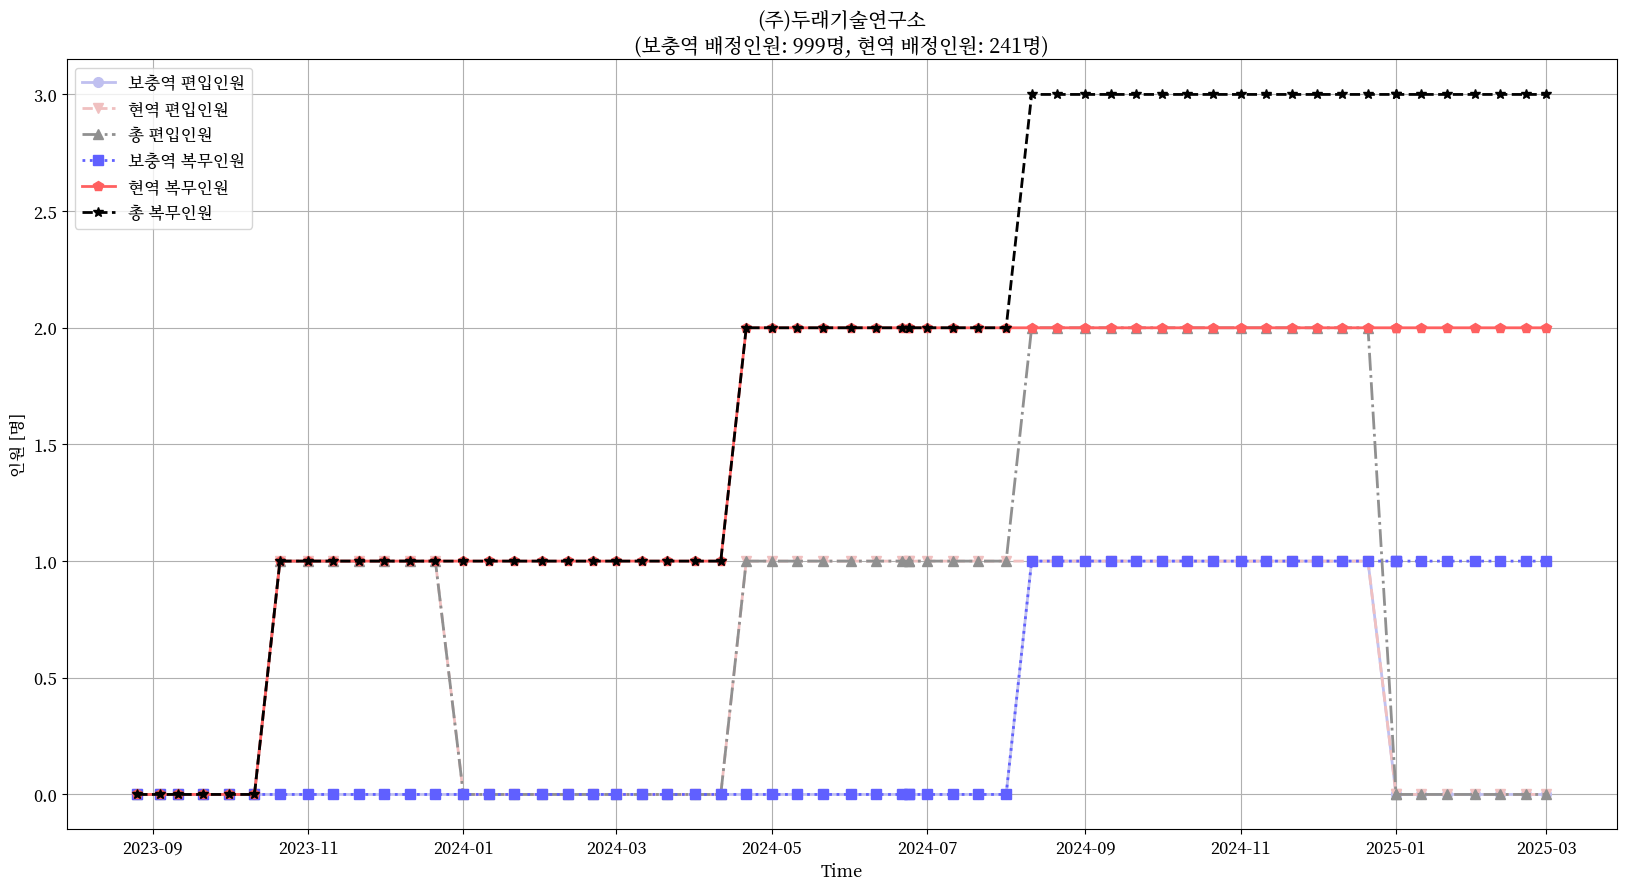 (주)두래기술연구소
(보충역 배정인원: 999명, 현역 배정인원: 241명)
보충역 편입인원
현역 편입인원
총 편입인원
보충역 복무인원
현역 복무인원
총 복무인원
인원 [명]
3.0
2.5
2.0
1.5
1.0
0.5
0.0
2023-09
2023-11
2024-01
2024-03
2024-05
2024-07
2024-09
2024-11
2025-01
2025-03
Time